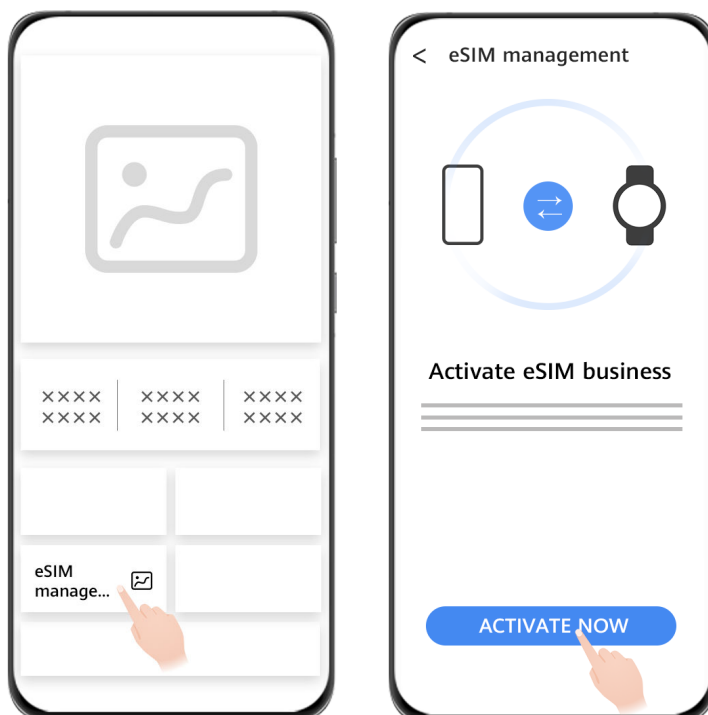 ××××
××××
××××
××××
××××
××××
eSIM
manage...
< eSIM management
Activate eSIM business
ACTIVATE NOW